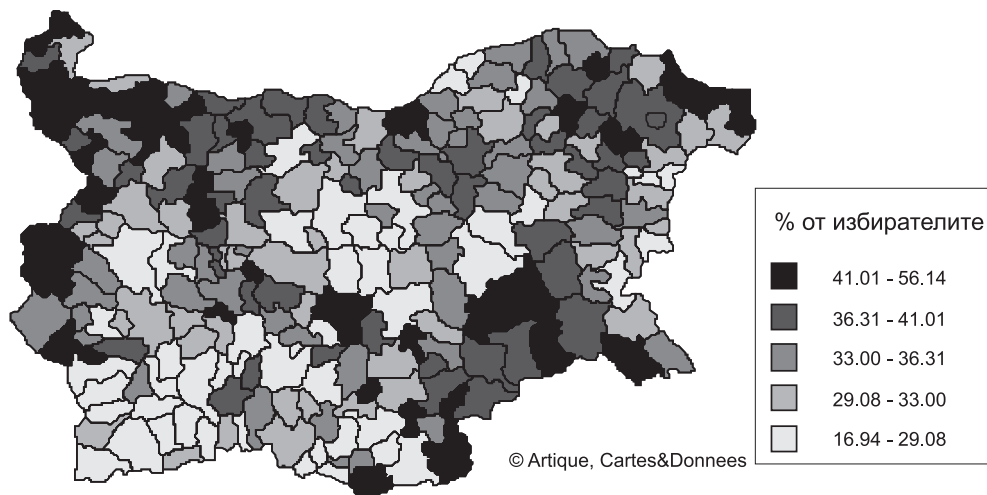 % от избирателите
41.01 - 56.14
36.31 - 41.01
33.00 - 36.31
29.08 - 33.00
16.94 - 29.08
© Artique, Cartes&Donnees